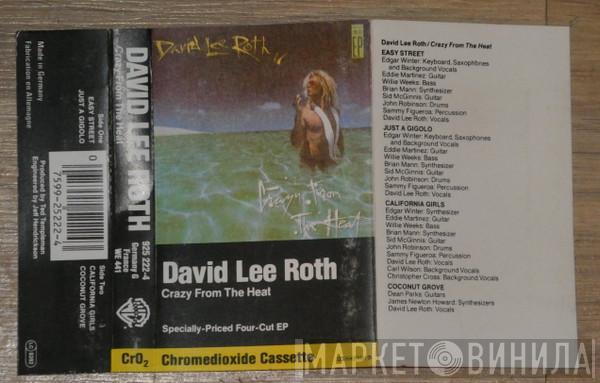 Made in Germany
Fabrication en Allemagne
Side One
EASY STREET
JUST A GIGOLO
0
7599-25222-4
Produced by Ted Templeman
Engineered by Jeff Hendrickson
Side Two
CALIFORNIA GIRLS
COCONUT GROVE
DAVID LEE ROTH
Crazy From The Heat
925 222-4
Germany G
France
WE 441
David Lee Roth
EP
Crazy From
The Heat
David Lee Roth
Crazy From The Heat
Specially-Priced Four-Cut EP
CrO2 Chromedioxide Cassette
David Lee Roth/Crazy From The Heat
EASY STREET
Edgar Winter: Keyboard, Saxophones
and Background Vocals
Eddie Martinez: Guitar
Willie Weeks: Bass
Brian Mann: Synthesizer
Sid McGinnis: Guitar
John Robinson: Drums
Sammy Figueroa: Percussion
David Lee Roth: Vocals
JUST A GIGOLO
Edgar Winter: Keyboard, Saxophones
and Background Vocals
Eddie Martinez: Guitar
Willie Weeks: Bass
Brian Mann: Synthesizer
Sid McGinnis: Guitar
John Robinson: Drums
Sammy Figueroa: Percussion
David Lee Roth: Vocals
CALIFORNIA GIRLS
Edgar Winter: Synthesizer
Eddie Martinez: Guitar
Willie Weeks: Bass
Brian Mann: Synthesizer
Sid McGinnis: Guitar
John Robinson: Drums
Sammy Figueroa: Percussion
David Lee Roth: Vocals
Carl Wilson: Background Vocals
Christopher Cross: Background Vocals
COCONUT GROVE
Dean Parks: Guitar
James Newton Howard: Synthesizers
David Lee Roth: Vocals
МАРКЕТ ВИНИЛА